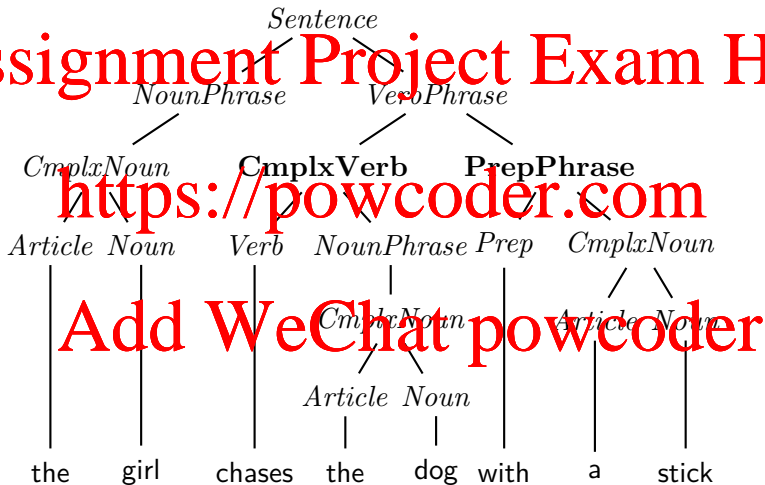 Sentence
ssignment Project Exam H
NounPhrase VerbPhrase
CmplxNoun CmplxVerb PrepPhrase
https://powcoder.com
Article Noun Verb NounPhrase Prep CmplxNoun
CmplxNoun Article Noun
Add WeChat powcoder
Article Noun
the girl chases the dog with a stick